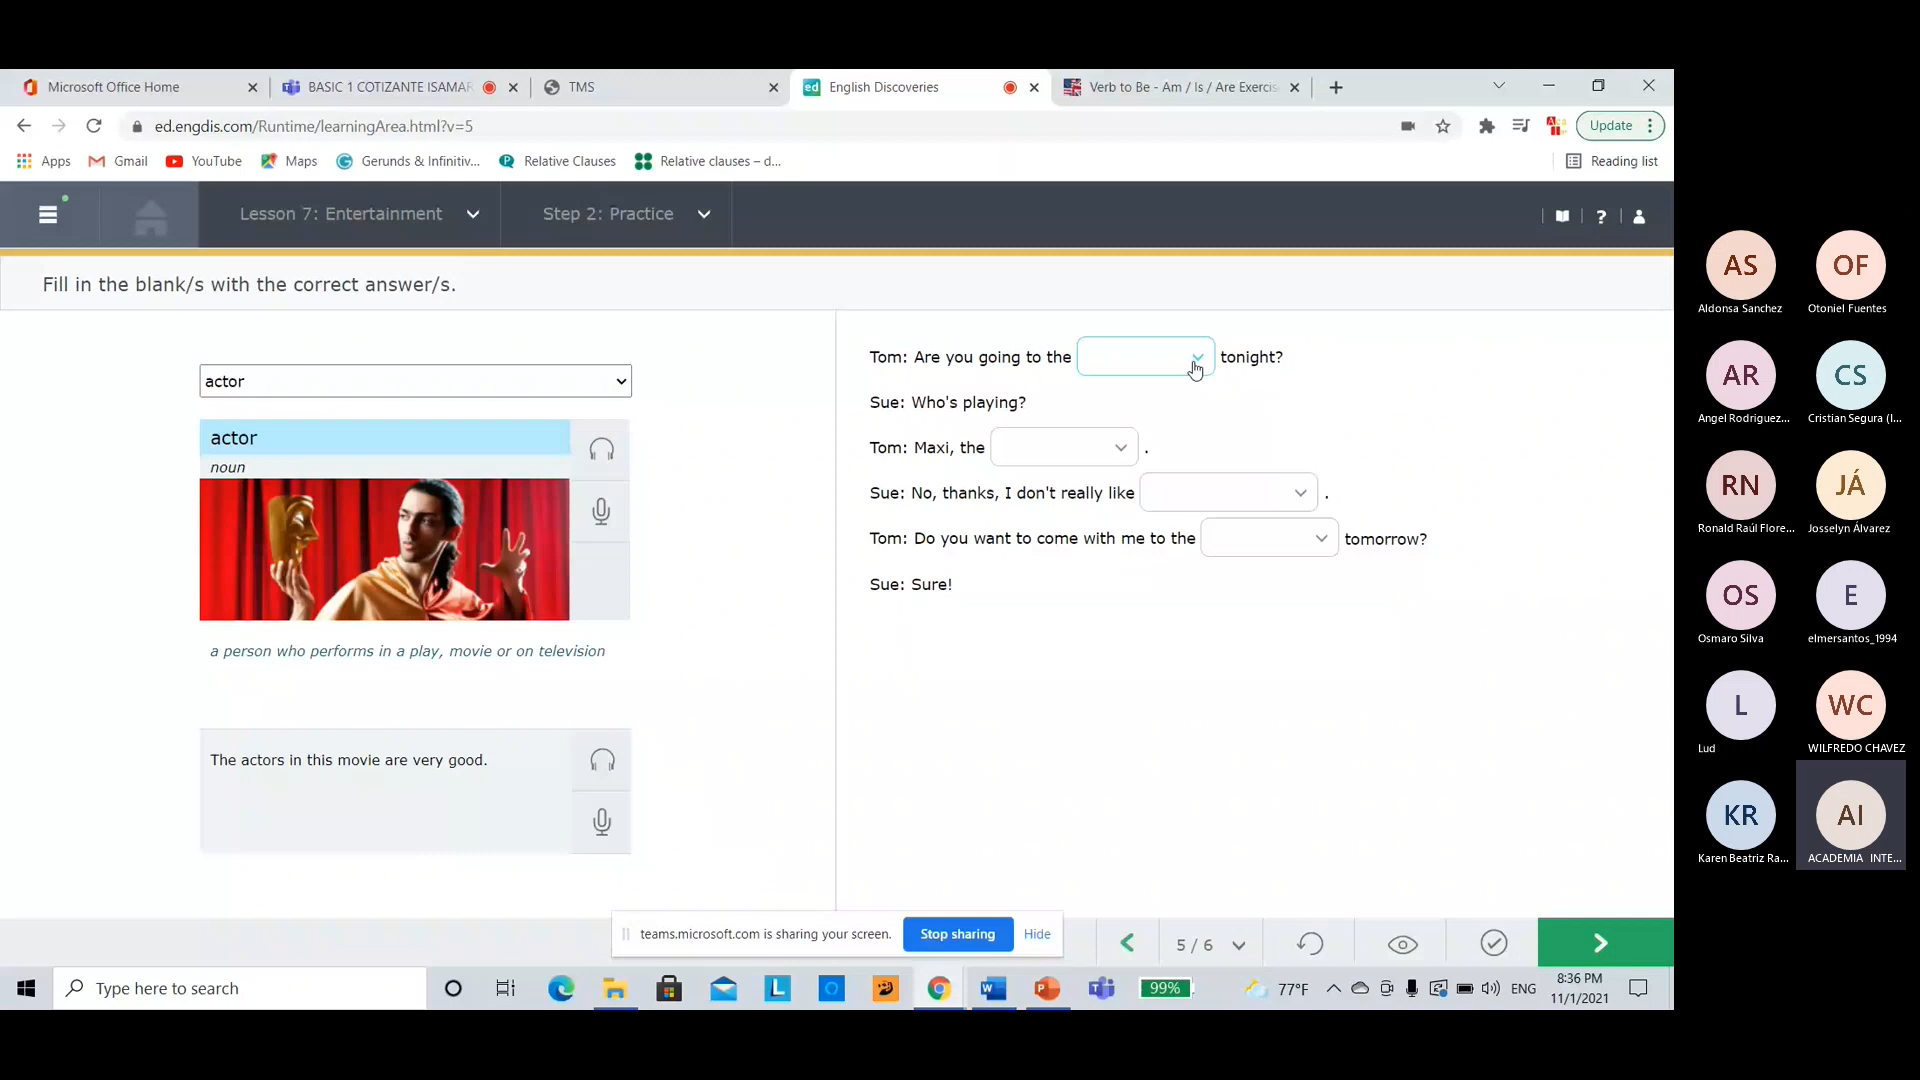 Microsoft Office Home
BASIC 1 COTIZANTE ISAMAR
TMS
English Discoveries
Verb to Be - Am / Is / Are Exercis
ed.engdis.com/Runtime/learningArea.html?v=5
Update
Apps
Gmail
YouTube
Maps
Gerunds & Infinitiv...
Relative Clauses
Relative clauses – d...
Reading list
Lesson 7: Entertainment
Step 2: Practice
?
Fill in the blank/s with the correct answer/s.
actor
actor
noun
a person who performs in a play, movie or on television
The actors in this movie are very good.
Tom: Are you going to the tonight?
Sue: Who's playing?
Tom: Maxi, the .
Sue: No, thanks, I don't really like .
Tom: Do you want to come with me to the tomorrow?
Sue: Sure!
teams.microsoft.com is sharing your screen.
Stop sharing
Hide
5 / 6
Type here to search
99%
77°F
ENG
8:36 PM
11/1/2021
AS
Aldonsa Sanchez
OF
Otoniel Fuentes
AR
Angel Rodriguez...
CS
Cristian Segura (I...
RN
Ronald Raúl Flore...
JÁ
Josselyn Álvarez
OS
Osmaro Silva
E
elmersantos_1994
L
Lud
WC
WILFREDO CHAVEZ
KR
Karen Beatriz Ra...
AI
ACADEMIA INTE...